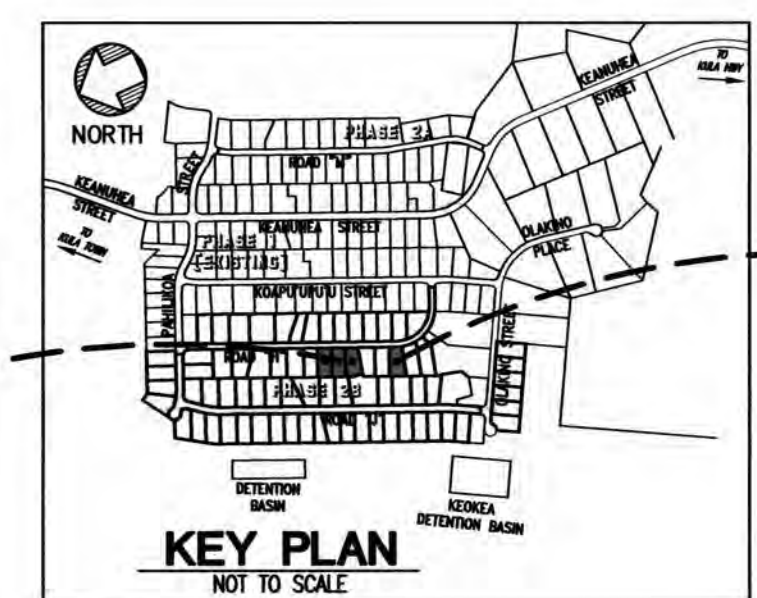 NORTH
TO
KULA HWY
KEANUHEA
STREET
PHASE 2A
STREET
ROAD "M"
KEANUHEA
STREET
KEANUHEA STREET
TO
KULA TOWN
PHASE 1
(EXISTING)
OLAKINO
PLACE
KOAPU'UPU'U STREET
PAHILIKOA
ROAD "H"
OLAKINO STREET
PHASE 2B
ROAD "J"
DETENTION
BASIN
KEOKEA
DETENTION BASIN
KEY PLAN
NOT TO SCALE